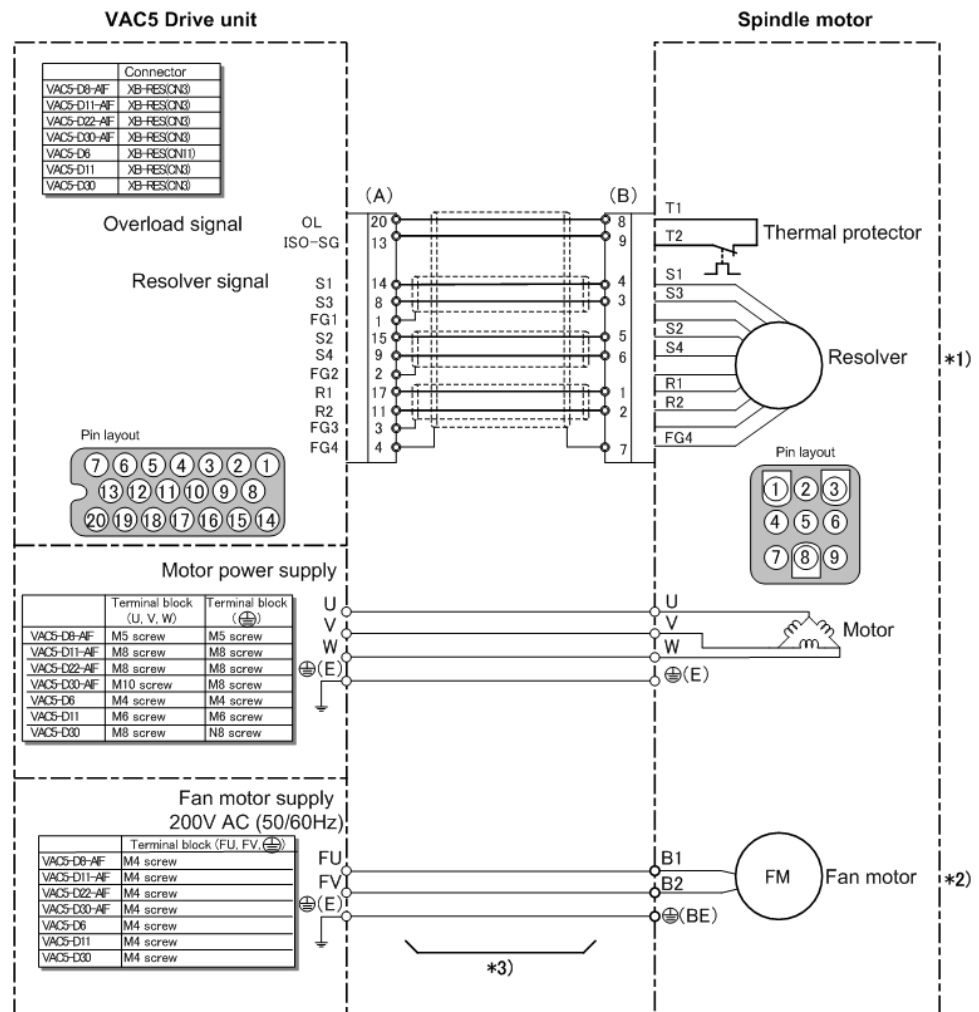 VAC5 Drive unit
Spindle motor
Connector
VAC5-D8-AIF XB-RES(CN3)
VAC5-D11-AIF XB-RES(CN3)
VAC5-D22-AIF XB-RES(CN3)
VAC5-D30-AIF XB-RES(CN3)
VAC5-D6 XB-RES(CN11)
VAC5-D11 XB-RES(CN3)
VAC5-D30 XB-RES(CN3)
(A) (B)
Overload signal
OL 20 8 T1
ISO-SG 13 9 T2
Thermal protector
Resolver signal
S1 14 4 S1
S3 8 3 S3
FG1 1
S2 15 5 S2
S4 9 6 S4
FG2 2
R1 17 1 R1
R2 11 2 R2
FG3 3
FG4 4 7 FG4
Resolver *1)
Pin layout
7 6 5 4 3 2 1
13 12 11 10 9 8
20 19 18 17 16 15 14
Pin layout
1 2 3
4 5 6
7 8 9
Motor power supply
Terminal block (U, V, W) Terminal block (⏚)
VAC5-D8-AIF M5 screw M5 screw
VAC5-D11-AIF M8 screw M8 screw
VAC5-D22-AIF M8 screw M8 screw
VAC5-D30-AIF M10 screw M8 screw
VAC5-D6 M4 screw M4 screw
VAC5-D11 M6 screw M6 screw
VAC5-D30 M8 screw N8 screw
U U
V V
W W
(E) (E)
Motor
Fan motor supply
200V AC (50/60Hz)
Terminal block (FU, FV, ⏚)
VAC5-D8-AIF M4 screw
VAC5-D11-AIF M4 screw
VAC5-D22-AIF M4 screw
VAC5-D30-AIF M4 screw
VAC5-D6 M4 screw
VAC5-D11 M4 screw
VAC5-D30 M4 screw
FU B1
FV B2
(E) (BE)
FM Fan motor *2)
*3)